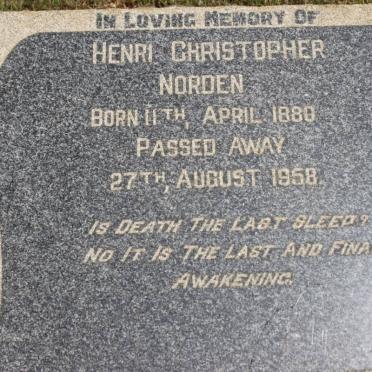 In Loving Memory Of
Henri Christopher
Norden
Born 11th, April 1880
Passed Away
27th, August 1958.
Is Death The Last Sleep?
No It Is The Last And Fina
Awakening.